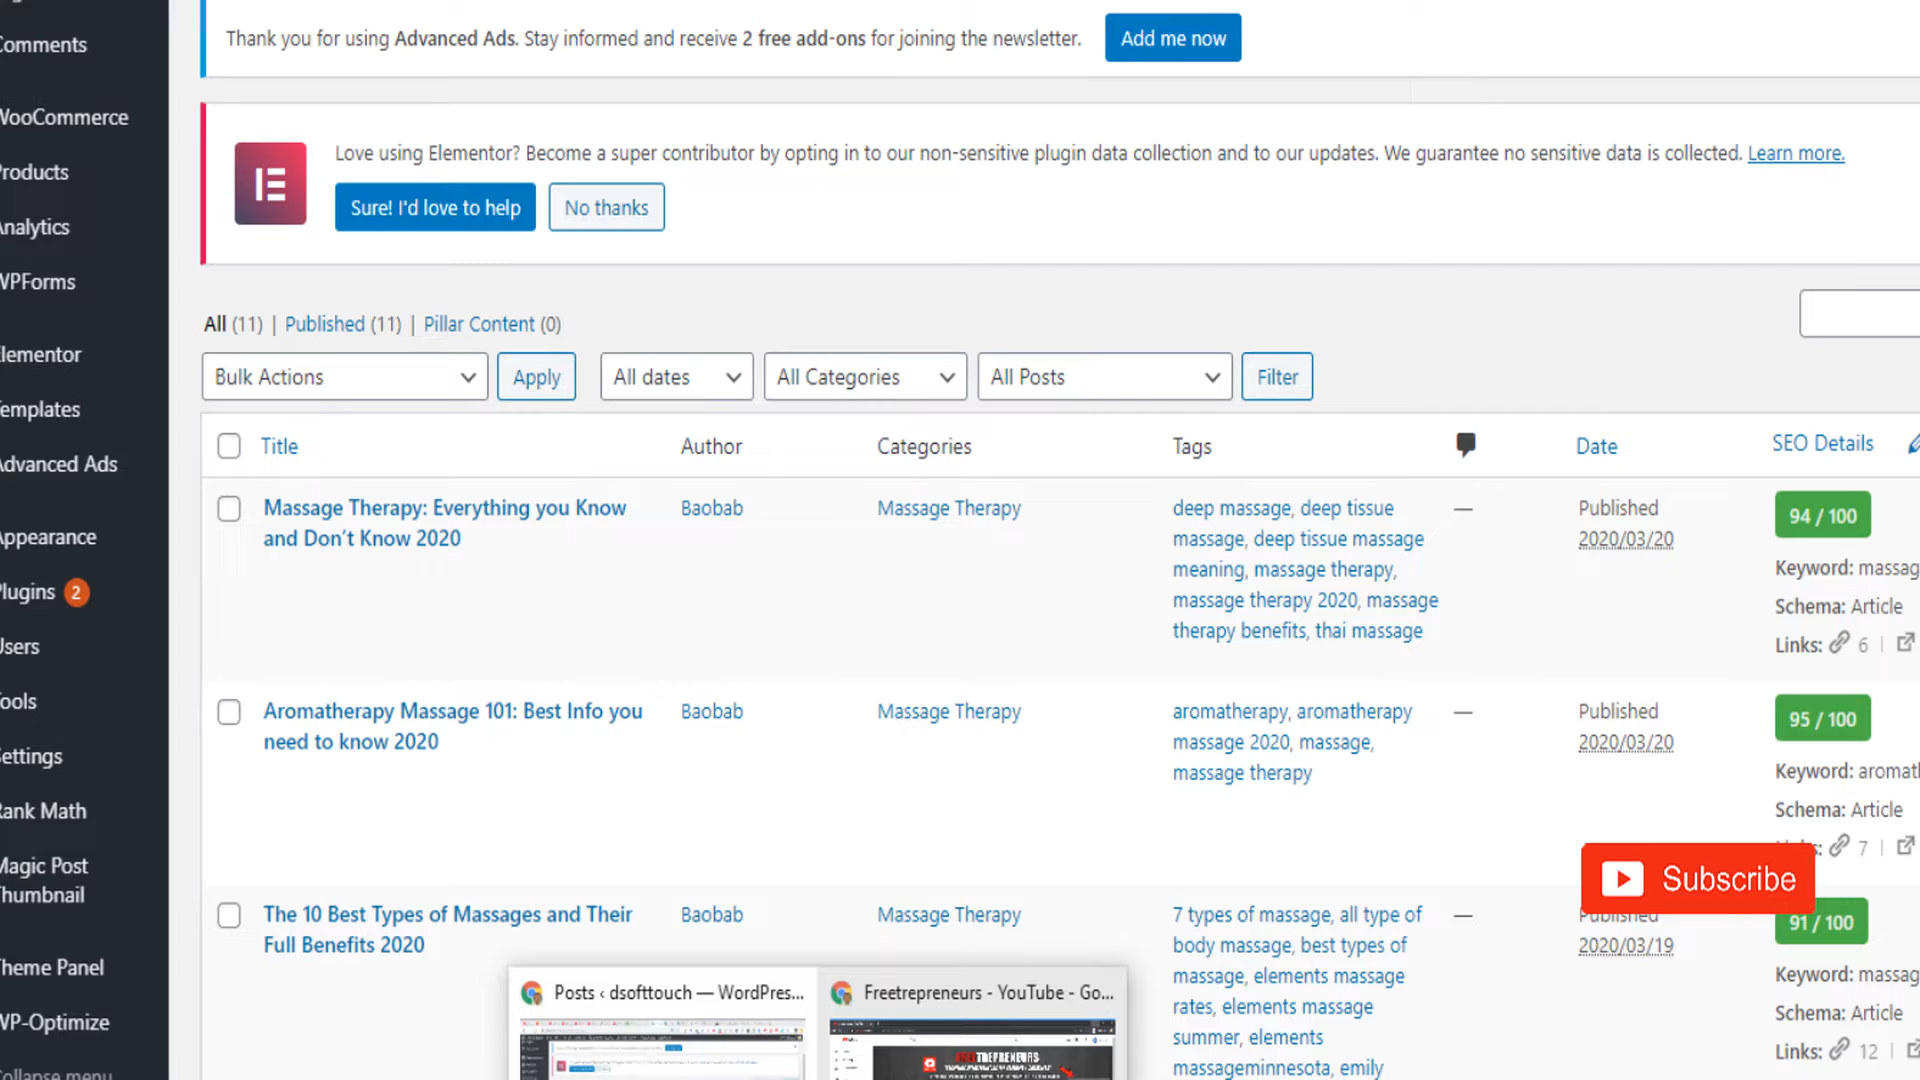 Comments
WooCommerce
Products
Analytics
WPForms
Elementor
Templates
Advanced Ads
Appearance
Plugins 2
Users
Tools
Settings
Rank Math
Magic Post
Thumbnail
Theme Panel
WP-Optimize
Collapse menu
Thank you for using Advanced Ads. Stay informed and receive 2 free add-ons for joining the newsletter. Add me now
Love using Elementor? Become a super contributor by opting in to our non-sensitive plugin data collection and to our updates. We guarantee no sensitive data is collected. Learn more.
Sure! I'd love to help No thanks
All (11) | Published (11) | Pillar Content (0)
Bulk Actions Apply All dates All Categories All Posts Filter
Title Author Categories Tags Date SEO Details
Massage Therapy: Everything you Know
and Don't Know 2020
Baobab
Massage Therapy
deep massage, deep tissue
massage, deep tissue massage
meaning, massage therapy,
massage therapy 2020, massage
therapy benefits, thai massage
—
Published
2020/03/20
94 / 100
Keyword: massag
Schema: Article
Links: 6 |
Aromatherapy Massage 101: Best Info you
need to know 2020
Baobab
Massage Therapy
aromatherapy, aromatherapy
massage 2020, massage,
massage therapy
—
Published
2020/03/20
95 / 100
Keyword: aromat
Schema: Article
7 |
Subscribe
The 10 Best Types of Massages and Their
Full Benefits 2020
Baobab
Massage Therapy
7 types of massage, all type of
body massage, best types of
massage, elements massage
rates, elements massage
summer, elements
massageminnesota, emily
—
Published
2020/03/19
91 / 100
Keyword: massag
Schema: Article
Links: 12 |
Posts ‹ dsofttouch — WordPres...
Freetrepreneurs - YouTube - Go...